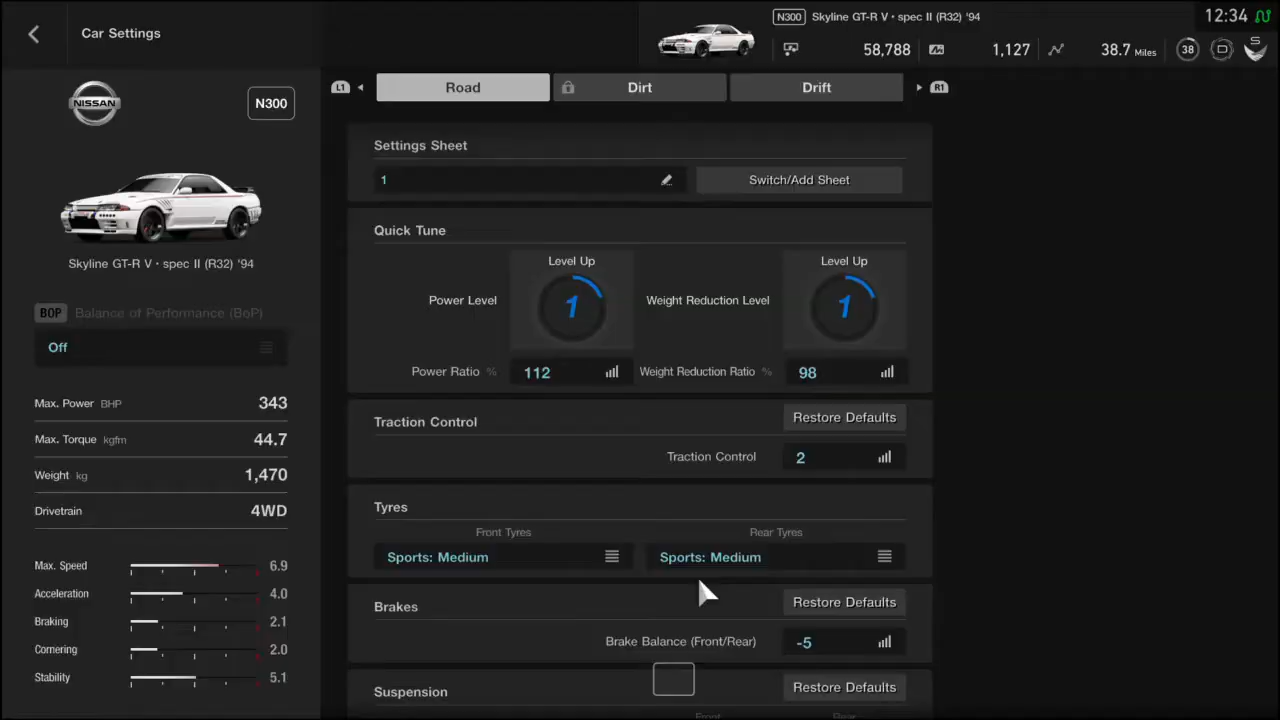 Car Settings
N300 Skyline GT-R V・spec II (R32) '94
12:34
58,788 1,127 38.7 Miles 38 D S
L1 Road Dirt Drift R1
NISSAN N300
Skyline GT-R V・spec II (R32) '94
BOP Balance of Performance (BoP)
Off
Max. Power BHP 343
Max. Torque kgfm 44.7
Weight kg 1,470
Drivetrain 4WD
Max. Speed 6.9
Acceleration 4.0
Braking 2.1
Cornering 2.0
Stability 5.1
Settings Sheet
1 Switch/Add Sheet
Quick Tune
Level Up Level Up
Power Level 1 Weight Reduction Level 1
Power Ratio % 112 Weight Reduction Ratio % 98
Traction Control Restore Defaults
Traction Control 2
Tyres
Front Tyres Rear Tyres
Sports: Medium Sports: Medium
Brakes Restore Defaults
Brake Balance (Front/Rear) -5
Suspension Restore Defaults
Front Rear